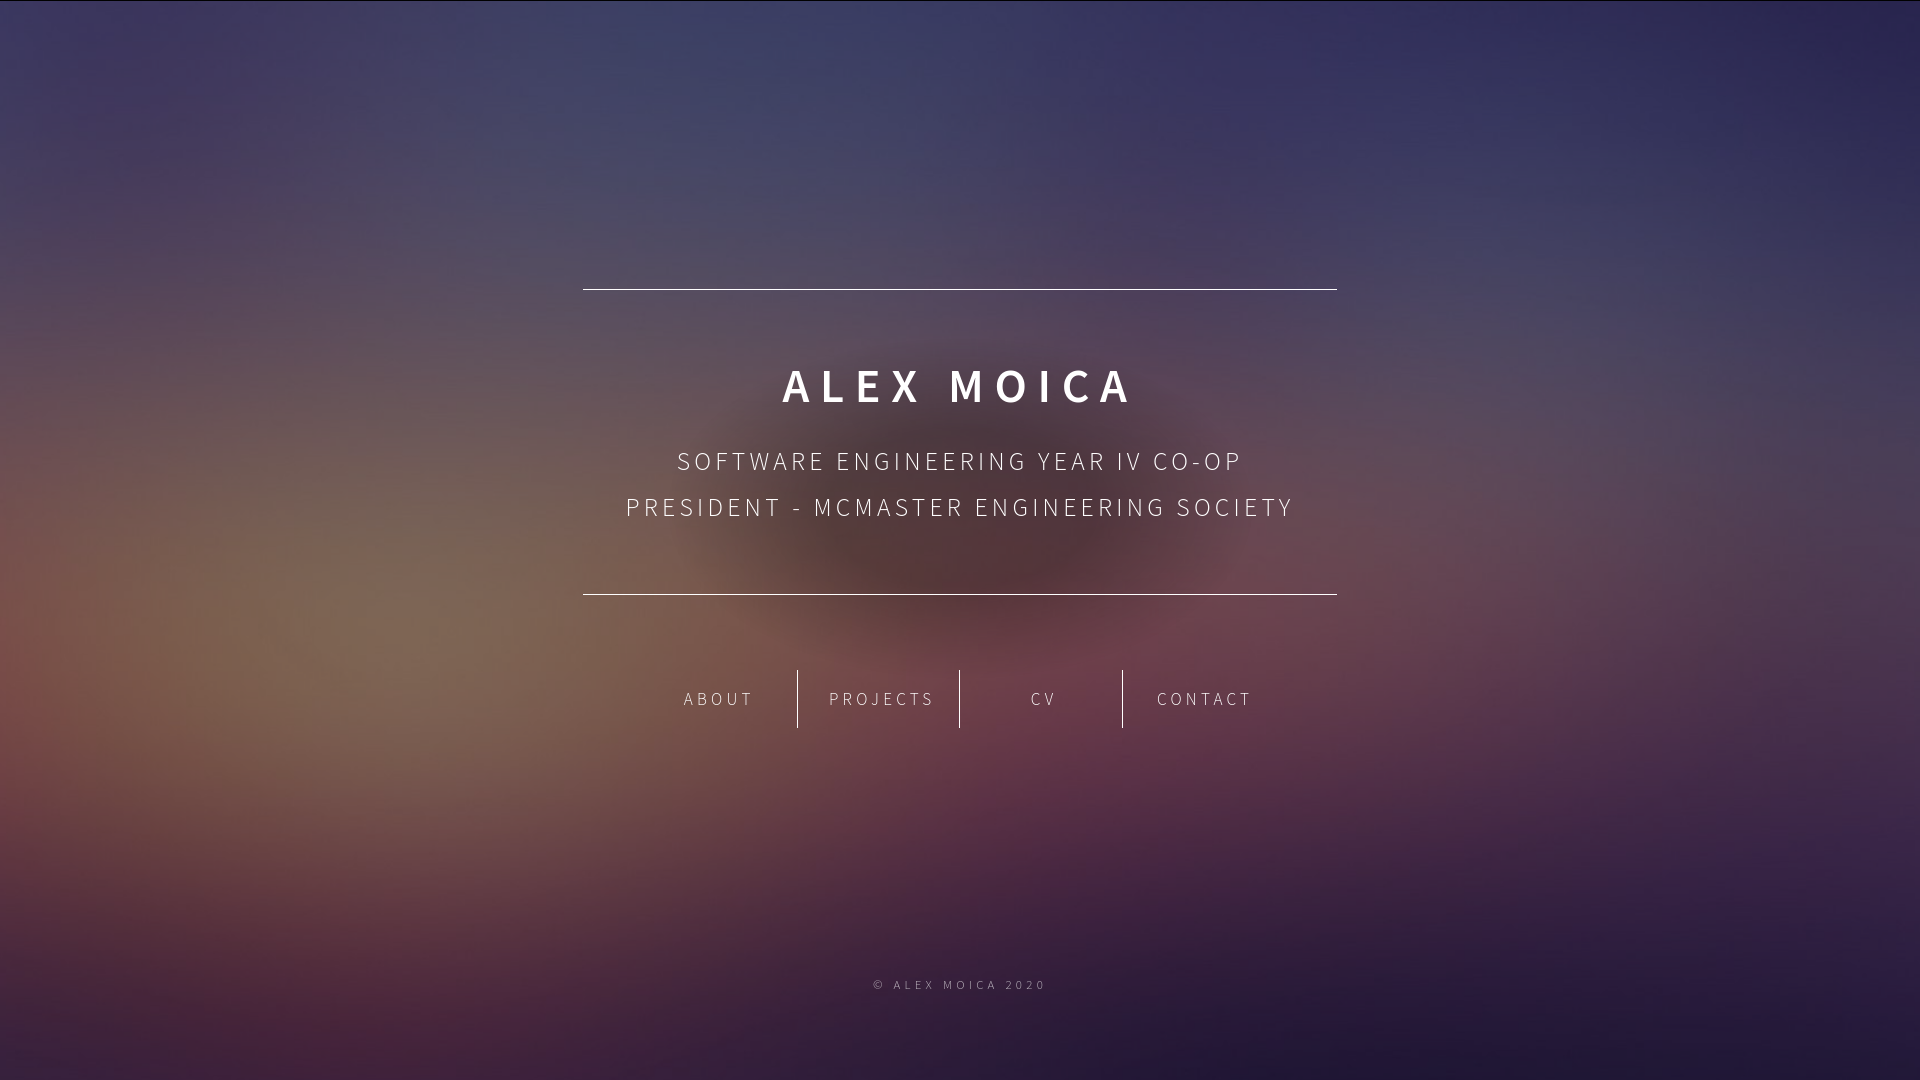 ALEX MOICA
SOFTWARE ENGINEERING YEAR IV CO-OP
PRESIDENT - MCMASTER ENGINEERING SOCIETY
ABOUT PROJECTS CV CONTACT
© ALEX MOICA 2020